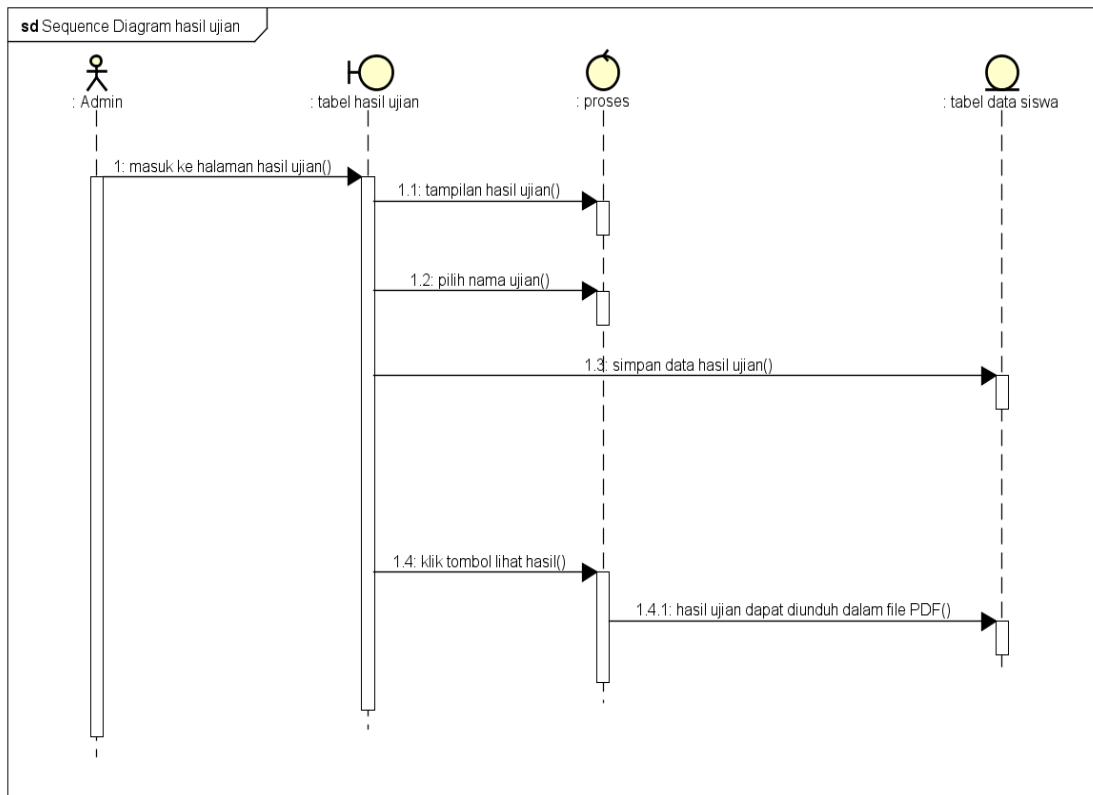 sd Sequence Diagram hasil ujian
: Admin
: tabel hasil ujian
: proses
: tabel data siswa
1: masuk ke halaman hasil ujian()
1.1: tampilan hasil ujian()
1.2: pilih nama ujian()
1.3: simpan data hasil ujian()
1.4: klik tombol lihat hasil()
1.4.1: hasil ujian dapat diunduh dalam file PDF()